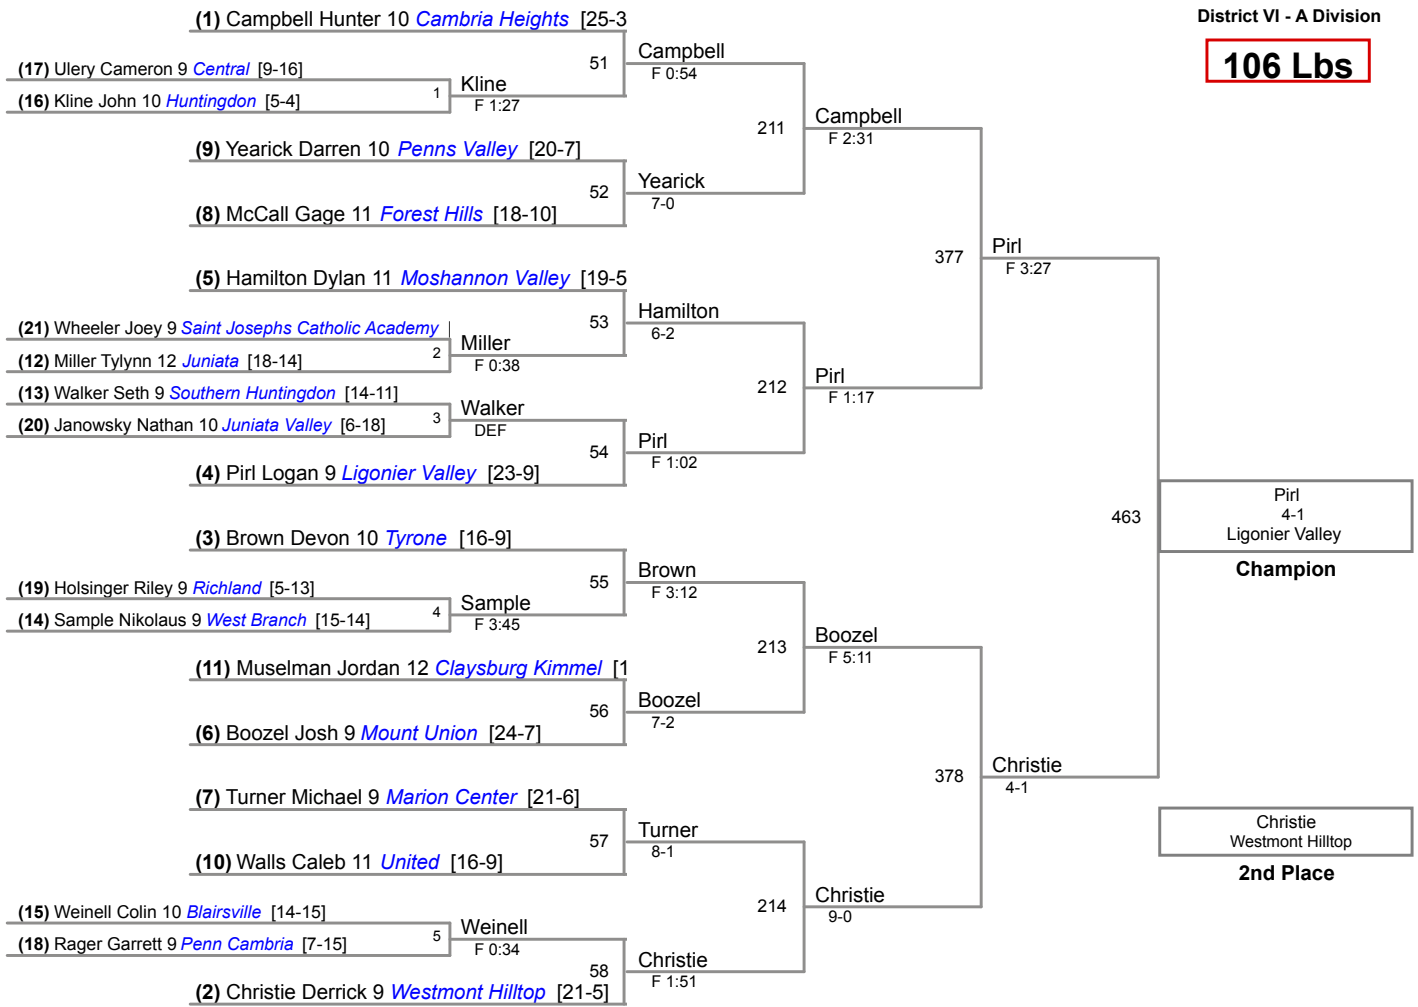 District VI - A Division
106 Lbs
(1) Campbell Hunter 10 Cambria Heights [25-3
51
Campbell
F 0:54
(17) Ulery Cameron 9 Central [9-16]
1
Kline
F 1:27
(16) Kline John 10 Huntingdon [5-4]
211
Campbell
F 2:31
(9) Yearick Darren 10 Penns Valley [20-7]
52
Yearick
7-0
(8) McCall Gage 11 Forest Hills [18-10]
377
Pirl
F 3:27
(5) Hamilton Dylan 11 Moshannon Valley [19-5
53
Hamilton
6-2
(21) Wheeler Joey 9 Saint Josephs Catholic Academy
2
Miller
F 0:38
(12) Miller Tylynn 12 Juniata [18-14]
212
Pirl
F 1:17
(13) Walker Seth 9 Southern Huntingdon [14-11]
3
Walker
DEF
(20) Janowsky Nathan 10 Juniata Valley [6-18]
54
Pirl
F 1:02
(4) Pirl Logan 9 Ligonier Valley [23-9]
463
Pirl
4-1
Ligonier Valley
Champion
(3) Brown Devon 10 Tyrone [16-9]
55
Brown
F 3:12
(19) Holsinger Riley 9 Richland [5-13]
4
Sample
F 3:45
(14) Sample Nikolaus 9 West Branch [15-14]
213
Boozel
F 5:11
(11) Muselman Jordan 12 Claysburg Kimmel [1
56
Boozel
7-2
(6) Boozel Josh 9 Mount Union [24-7]
378
Christie
4-1
(7) Turner Michael 9 Marion Center [21-6]
57
Turner
8-1
(10) Walls Caleb 11 United [16-9]
Christie
Westmont Hilltop
2nd Place
214
Christie
9-0
(15) Weinell Colin 10 Blairsville [14-15]
5
Weinell
F 0:34
(18) Rager Garrett 9 Penn Cambria [7-15]
58
Christie
F 1:51
(2) Christie Derrick 9 Westmont Hilltop [21-5]